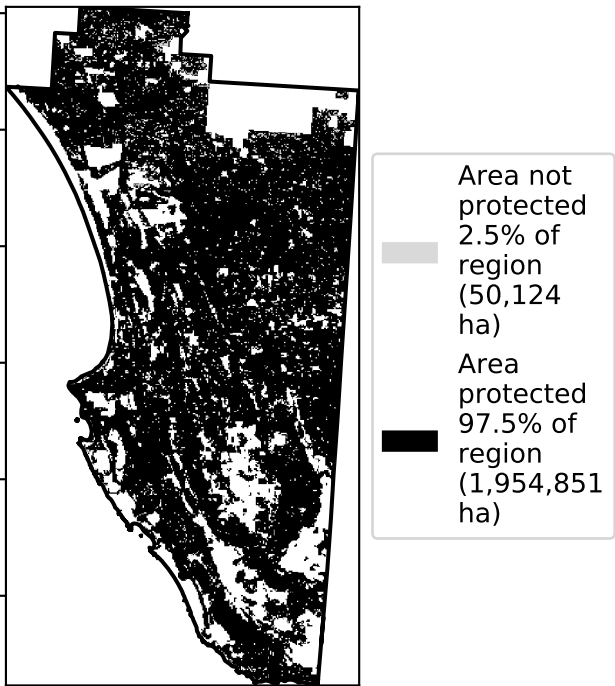 Area not
protected
2.5% of
region
(50,124
ha)
Area
protected
97.5% of
region
(1,954,851
ha)